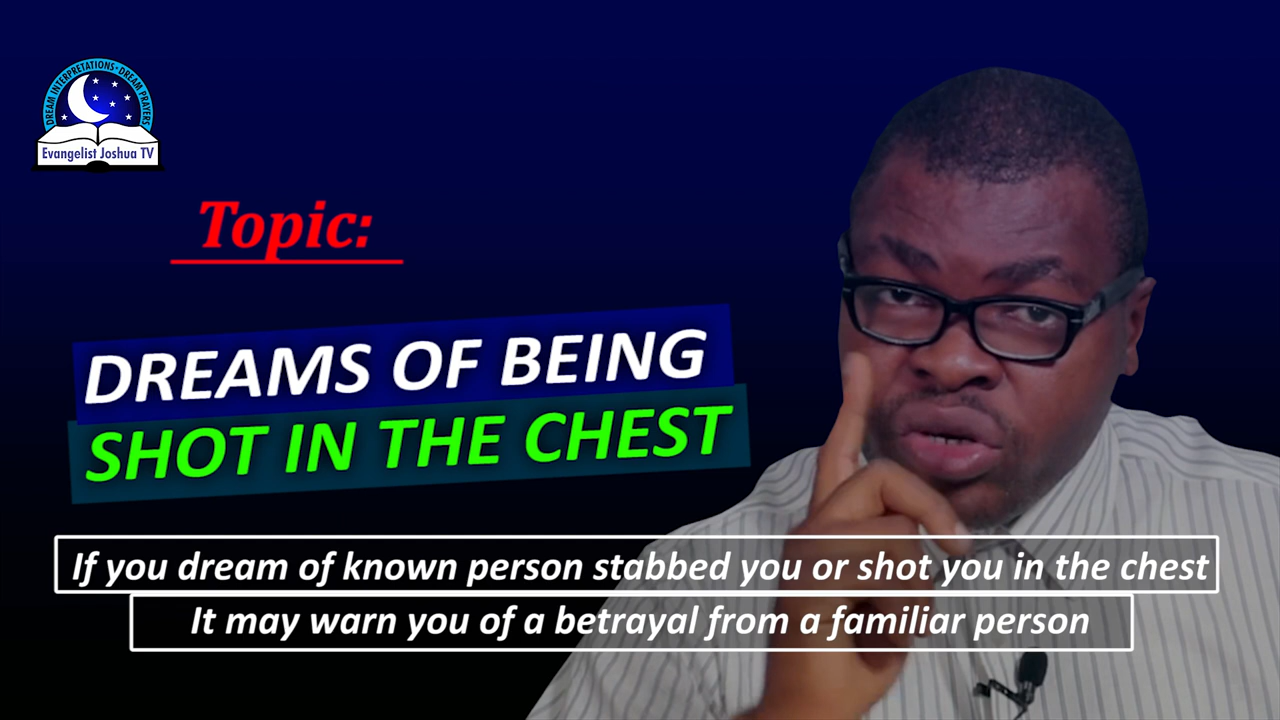 DREAM INTERPRETATIONS-DREAM PRAYERS
Evangelist Joshua TV
Topic:
DREAMS OF BEING
SHOT IN THE CHEST
If you dream of known person stabbed you or shot you in the chest
It may warn you of a betrayal from a familiar person